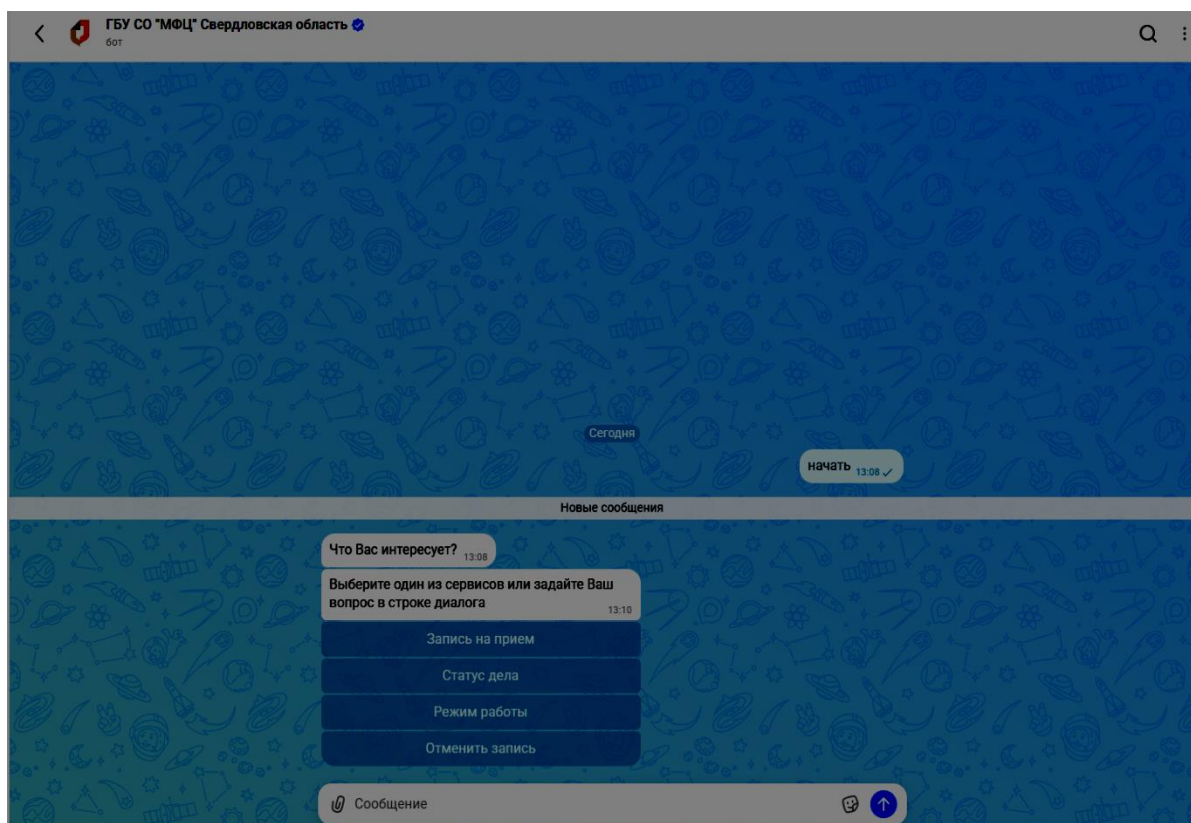 ГБУ СО "МФЦ" Свердловская область
бот
Сегодня
начать 13:08
Новые сообщения
Что Вас интересует? 13:08
Выберите один из сервисов или задайте Ваш
вопрос в строке диалога 13:10
Запись на прием
Статус дела
Режим работы
Отменить запись
Сообщение